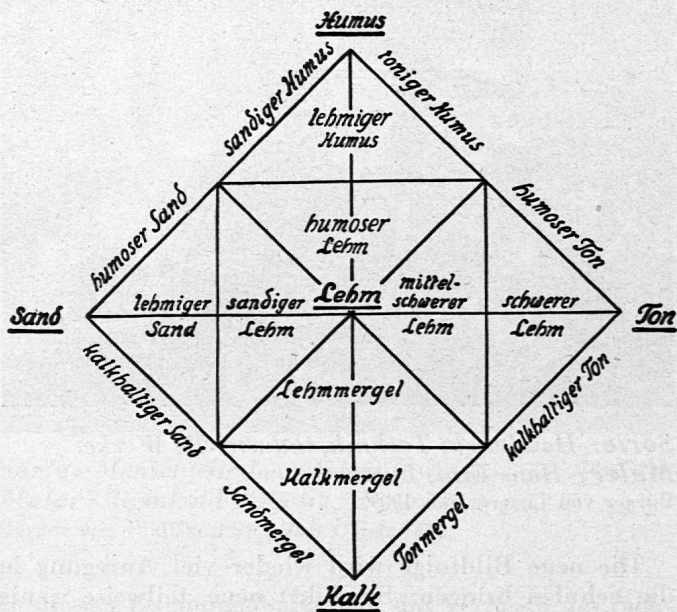 Humus
sandiger Humus
toniger Humus
lehmiger
Humus
humoser Sand
humoser Ton
humoser
Lehm
Sand
lehmiger
Sand
sandiger
Lehm
Lehm
mittel-
schwerer
Lehm
schwerer
Lehm
Ton
kalkhaltiger Sand
kalkhaltiger Ton
Lehmmergel
Kalkmergel
Sandmergel
Tonmergel
Kalk